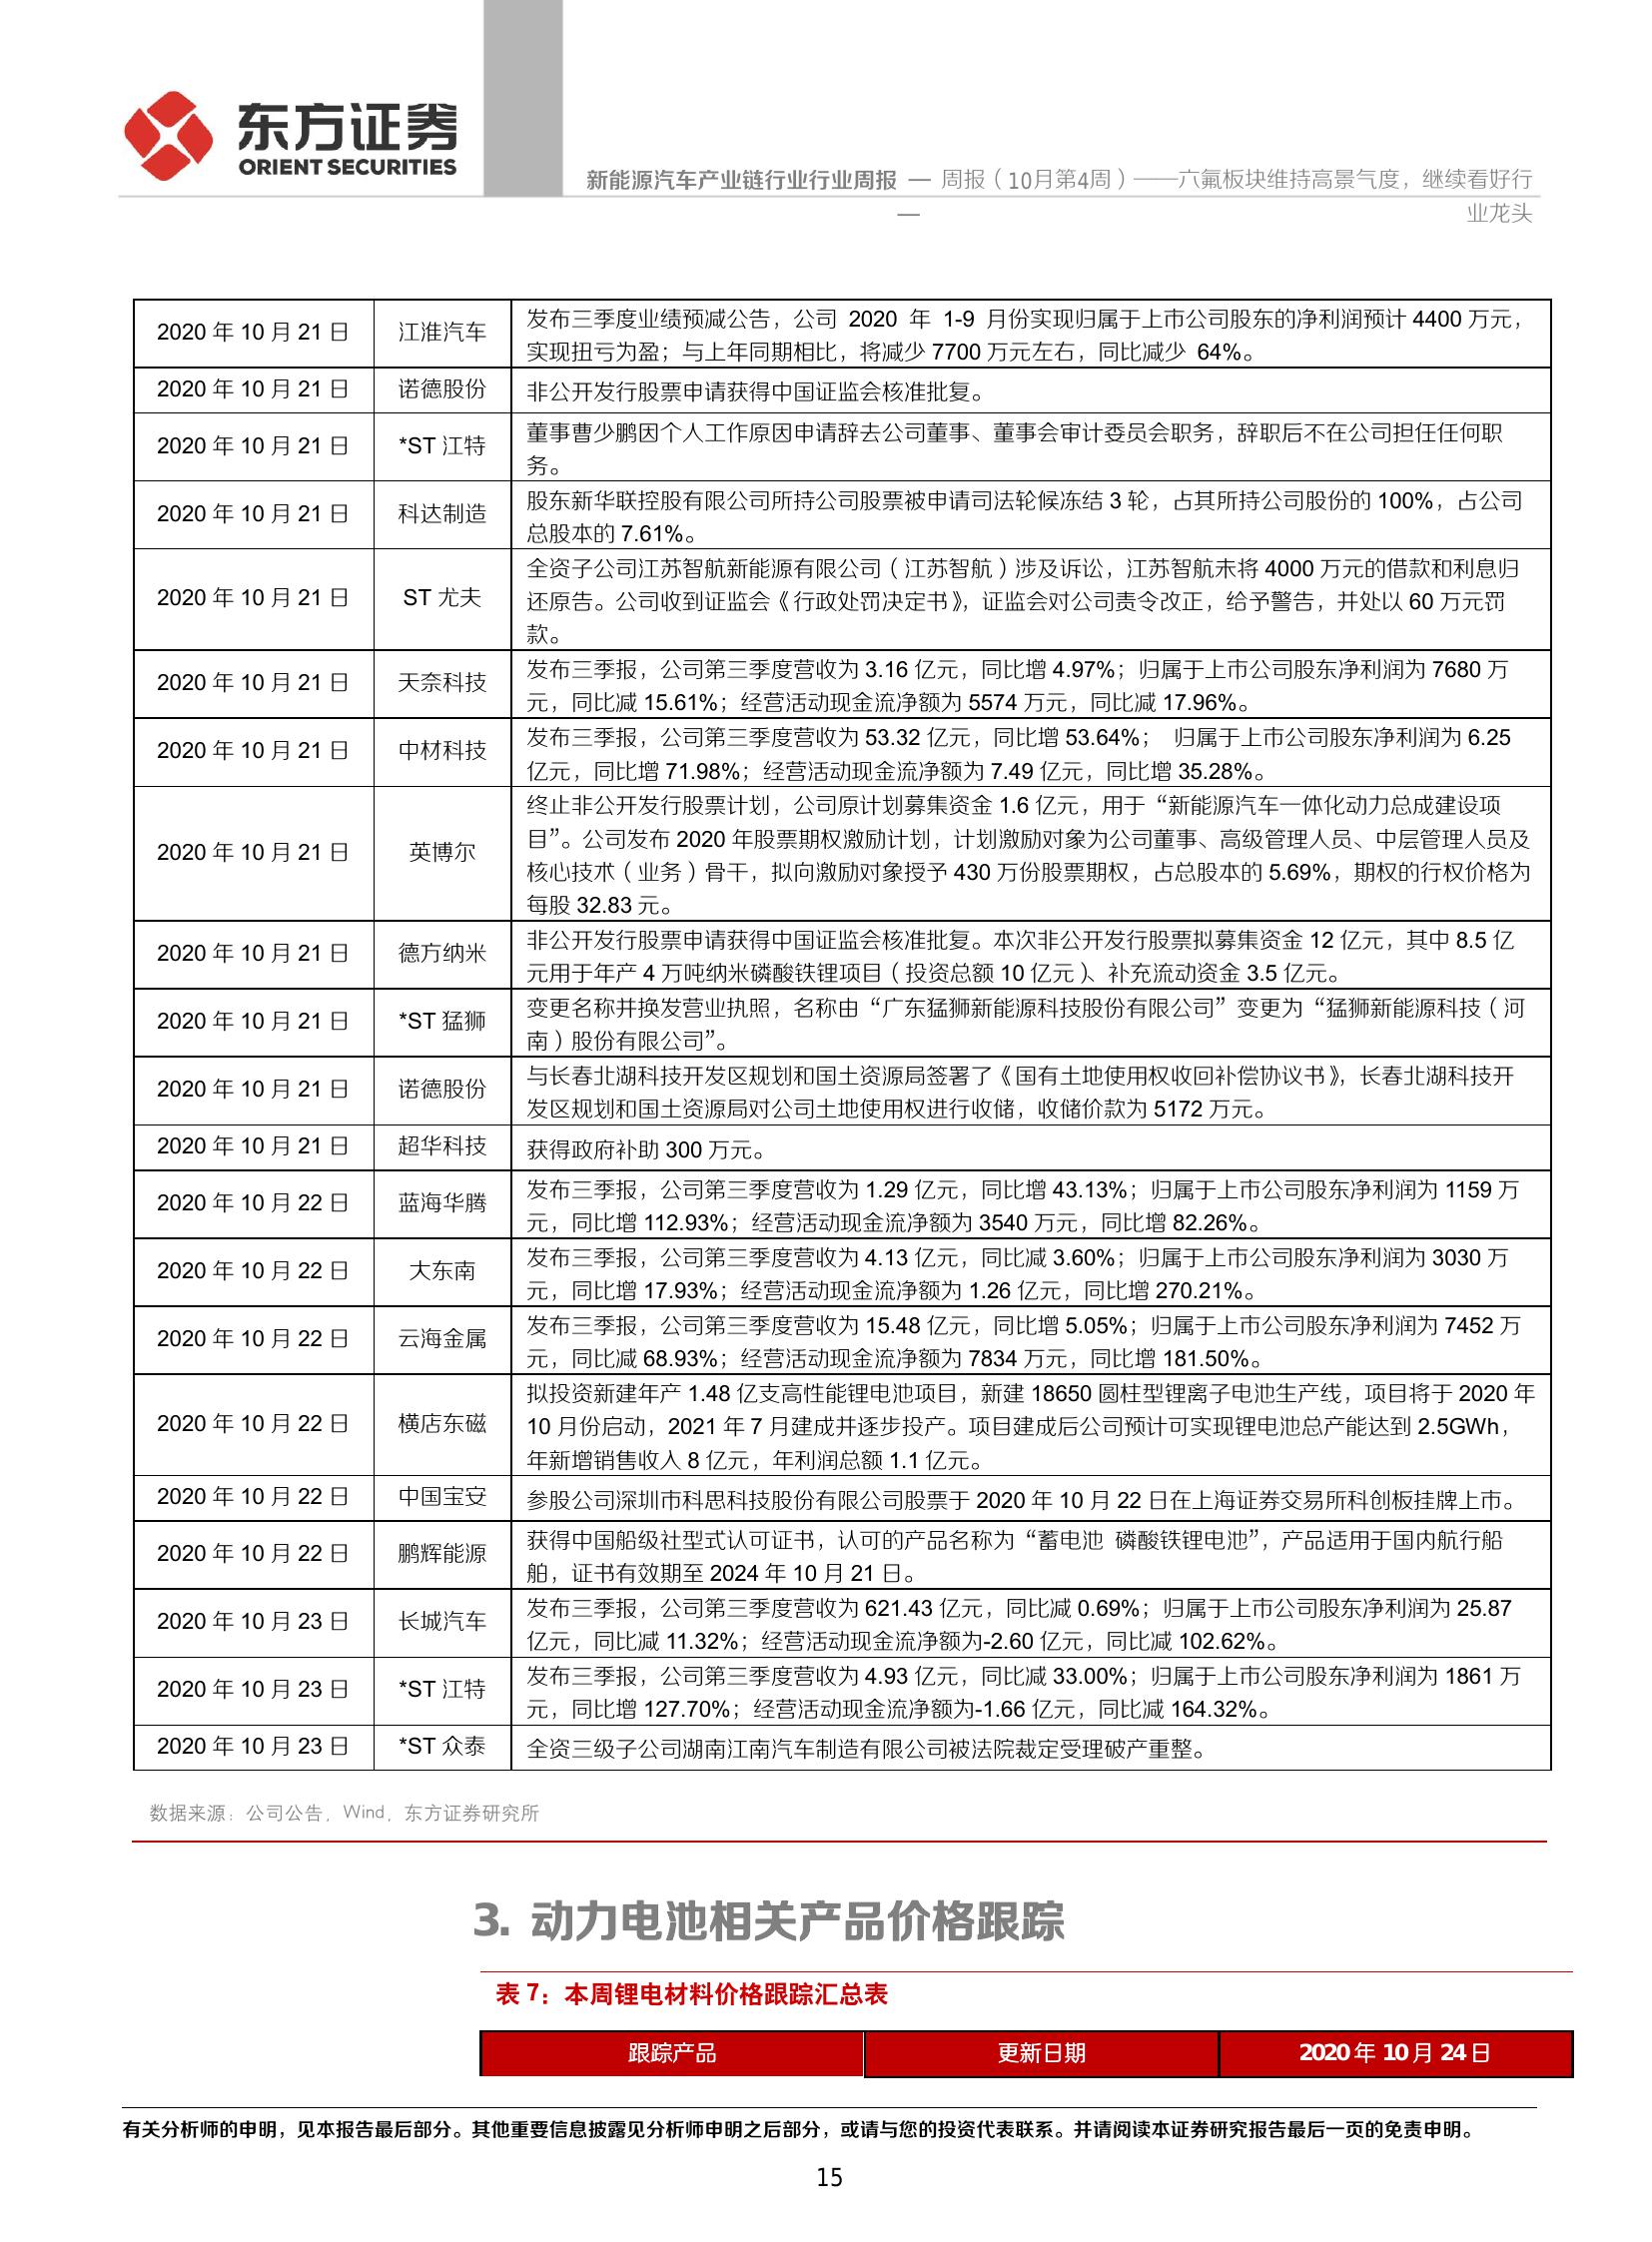 东方证券
ORIENT SECURITIES
新能源汽车产业链行业行业周报 — 周报（10月第4周）——六氟板块维持高景气度，继续看好行
—
业龙头
2020 年 10 月 21 日 江淮汽车 发布三季度业绩预减公告，公司 2020 年 1-9 月份实现归属于上市公司股东的净利润预计 4400 万元，
实现扭亏为盈；与上年同期相比，将减少 7700 万元左右，同比减少 64%。
2020 年 10 月 21 日 诺德股份 非公开发行股票申请获得中国证监会核准批复。
2020 年 10 月 21 日 *ST 江特 董事曹少鹏因个人工作原因申请辞去公司董事、董事会审计委员会职务，辞职后不在公司担任任何职
务。
2020 年 10 月 21 日 科达制造 股东新华联控股有限公司所持公司股票被申请司法轮候冻结 3 轮，占其所持公司股份的 100%，占公司
总股本的 7.61%。
2020 年 10 月 21 日 ST 尤夫 全资子公司江苏智航新能源有限公司（江苏智航）涉及诉讼，江苏智航未将 4000 万元的借款和利息归
还原告。公司收到证监会《行政处罚决定书》，证监会对公司责令改正，给予警告，并处以 60 万元罚
款。
2020 年 10 月 21 日 天奈科技 发布三季报，公司第三季度营收为 3.16 亿元，同比增 4.97%；归属于上市公司股东净利润为 7680 万
元，同比减 15.61%；经营活动现金流净额为 5574 万元，同比减 17.96%。
2020 年 10 月 21 日 中材科技 发布三季报，公司第三季度营收为 53.32 亿元，同比增 53.64%； 归属于上市公司股东净利润为 6.25
亿元，同比增 71.98%；经营活动现金流净额为 7.49 亿元，同比增 35.28%。
2020 年 10 月 21 日 英博尔 终止非公开发行股票计划，公司原计划募集资金 1.6 亿元，用于“新能源汽车一体化动力总成建设项
目”。公司发布 2020 年股票期权激励计划，计划激励对象为公司董事、高级管理人员、中层管理人员及
核心技术（业务）骨干，拟向激励对象授予 430 万份股票期权，占总股本的 5.69%，期权的行权价格为
每股 32.83 元。
2020 年 10 月 21 日 德方纳米 非公开发行股票申请获得中国证监会核准批复。本次非公开发行股票拟募集资金 12 亿元，其中 8.5 亿
元用于年产 4 万吨纳米磷酸铁锂项目（投资总额 10 亿元）、补充流动资金 3.5 亿元。
2020 年 10 月 21 日 *ST 猛狮 变更名称并换发营业执照，名称由“广东猛狮新能源科技股份有限公司”变更为“猛狮新能源科技（河
南）股份有限公司”。
2020 年 10 月 21 日 诺德股份 与长春北湖科技开发区规划和国土资源局签署了《国有土地使用权收回补偿协议书》，长春北湖科技开
发区规划和国土资源局对公司土地使用权进行收储，收储价款为 5172 万元。
2020 年 10 月 21 日 超华科技 获得政府补助 300 万元。
2020 年 10 月 22 日 蓝海华腾 发布三季报，公司第三季度营收为 1.29 亿元，同比增 43.13%；归属于上市公司股东净利润为 1159 万
元，同比增 112.93%；经营活动现金流净额为 3540 万元，同比增 82.26%。
2020 年 10 月 22 日 大东南 发布三季报，公司第三季度营收为 4.13 亿元，同比减 3.60%；归属于上市公司股东净利润为 3030 万
元，同比增 17.93%；经营活动现金流净额为 1.26 亿元，同比增 270.21%。
2020 年 10 月 22 日 云海金属 发布三季报，公司第三季度营收为 15.48 亿元，同比增 5.05%；归属于上市公司股东净利润为 7452 万
元，同比减 68.93%；经营活动现金流净额为 7834 万元，同比增 181.50%。
2020 年 10 月 22 日 横店东磁 拟投资新建年产 1.48 亿支高性能锂电池项目，新建 18650 圆柱型锂离子电池生产线，项目将于 2020 年
10 月份启动，2021 年 7 月建成并逐步投产。项目建成后公司预计可实现锂电池总产能达到 2.5GWh，
年新增销售收入 8 亿元，年利润总额 1.1 亿元。
2020 年 10 月 22 日 中国宝安 参股公司深圳市科思科技股份有限公司股票于 2020 年 10 月 22 日在上海证券交易所科创板挂牌上市。
2020 年 10 月 22 日 鹏辉能源 获得中国船级社型式认可证书，认可的产品名称为“蓄电池 磷酸铁锂电池”，产品适用于国内航行船
舶，证书有效期至 2024 年 10 月 21 日。
2020 年 10 月 23 日 长城汽车 发布三季报，公司第三季度营收为 621.43 亿元，同比减 0.69%；归属于上市公司股东净利润为 25.87
亿元，同比减 11.32%；经营活动现金流净额为-2.60 亿元，同比减 102.62%。
2020 年 10 月 23 日 *ST 江特 发布三季报，公司第三季度营收为 4.93 亿元，同比减 33.00%；归属于上市公司股东净利润为 1861 万
元，同比增 127.70%；经营活动现金流净额为-1.66 亿元，同比减 164.32%。
2020 年 10 月 23 日 *ST 众泰 全资三级子公司湖南江南汽车制造有限公司被法院裁定受理破产重整。
数据来源：公司公告，Wind，东方证券研究所
3. 动力电池相关产品价格跟踪
表 7：本周锂电材料价格跟踪汇总表
跟踪产品 更新日期 2020 年 10 月 24 日
有关分析师的申明，见本报告最后部分。其他重要信息披露见分析师申明之后部分，或请与您的投资代表联系。并请阅读本证券研究报告最后一页的免责申明。
15